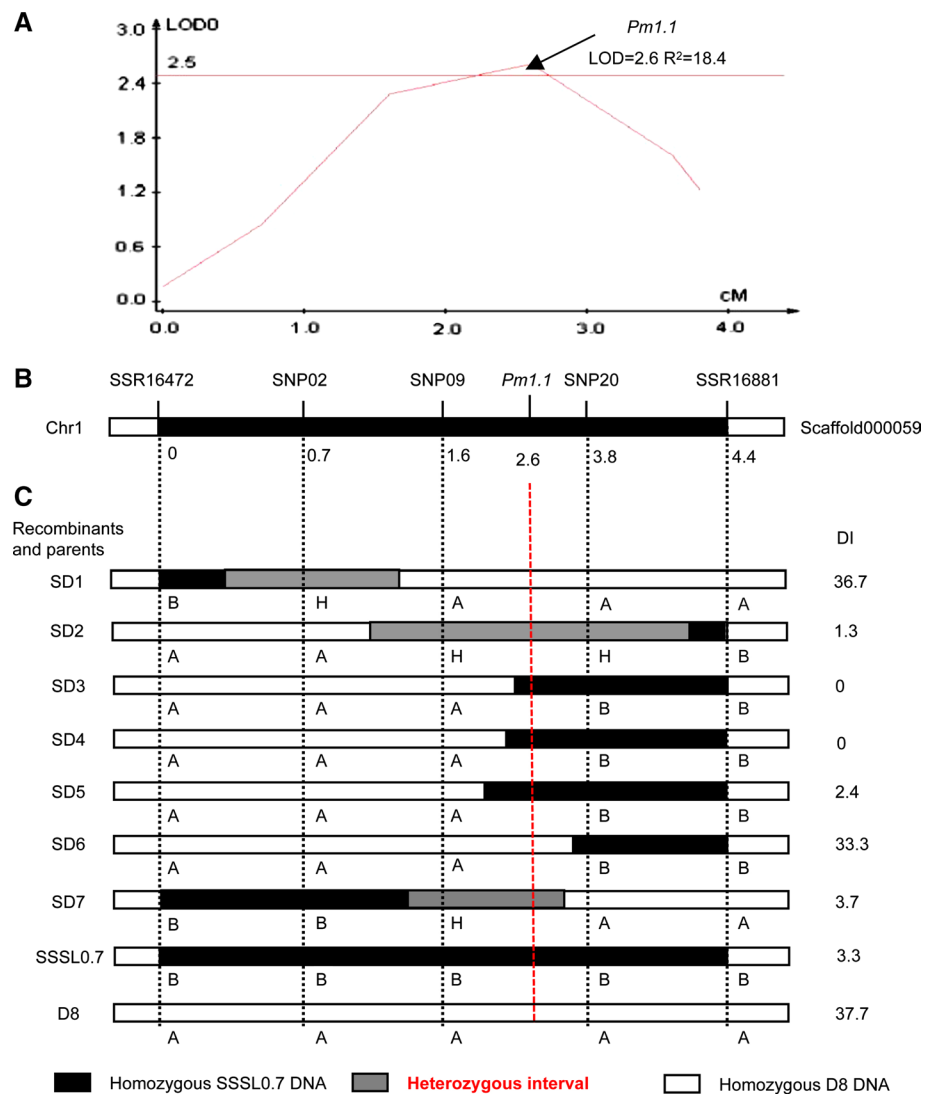 A
LOD0
3.0
2.5
2.4
1.8
1.2
0.6
0.0
Pm1.1
LOD=2.6 R²=18.4
cM
0.0 1.0 2.0 3.0 4.0
B
SSR16472 SNP02 SNP09 Pm1.1 SNP20 SSR16881
Chr1 Scaffold000059
0 0.7 1.6 2.6 3.8 4.4
C
Recombinants
and parents
DI
SD1 36.7
B H A A A
SD2 1.3
A A H H B
SD3 0
A A A B B
SD4 0
A A A B B
SD5 2.4
A A A B B
SD6 33.3
A A A B B
SD7 3.7
B B H A A
SSSL0.7 3.3
B B B B B
D8 37.7
A A A A A
Homozygous SSSL0.7 DNA Heterozygous interval Homozygous D8 DNA